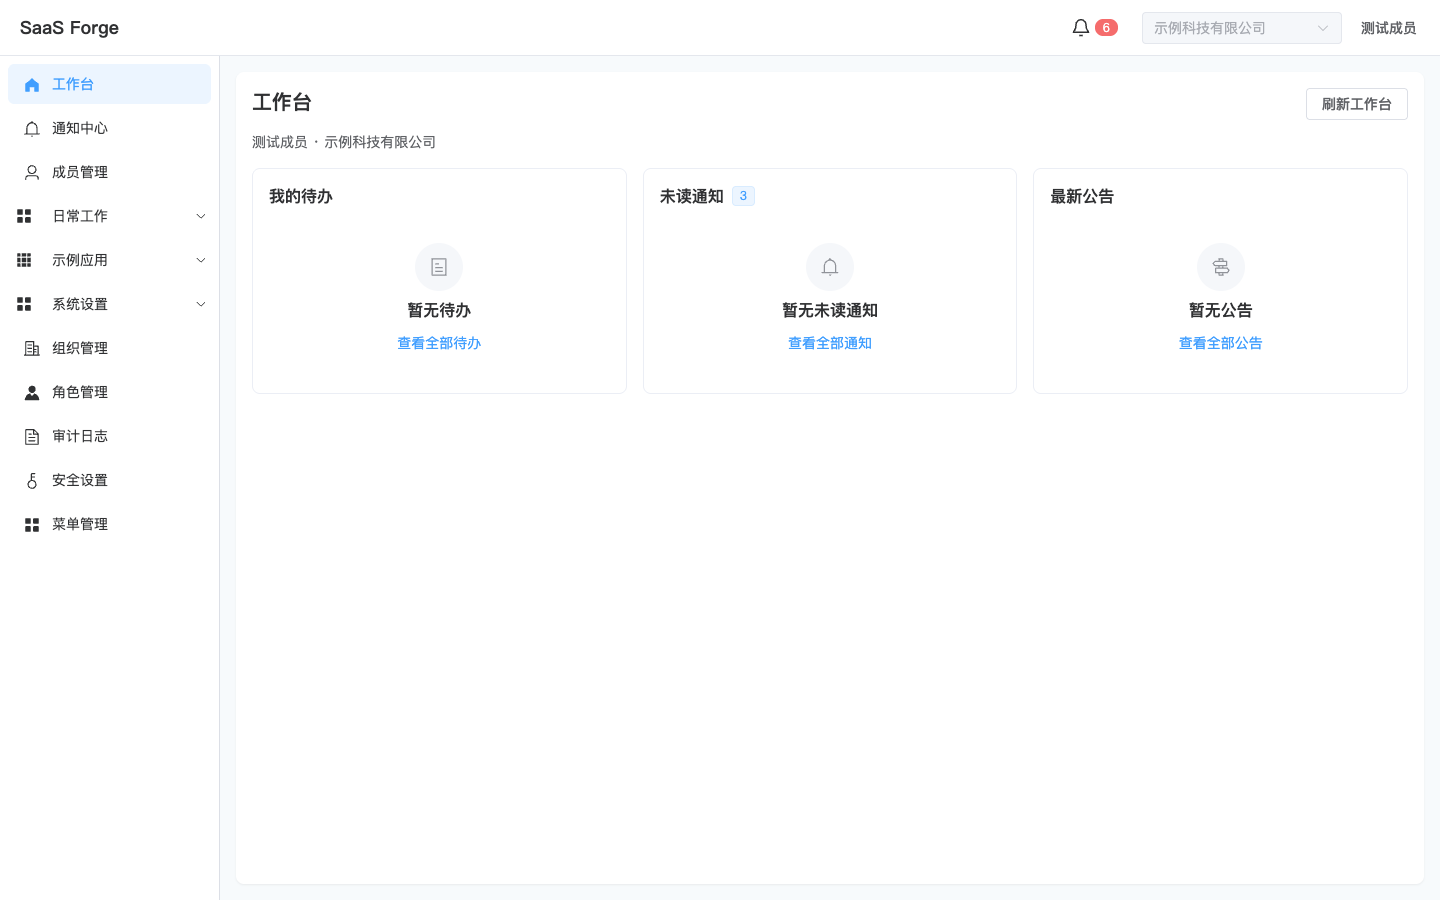 SaaS Forge
6
示例科技有限公司
测试成员
工作台
通知中心
成员管理
日常工作
示例应用
系统设置
组织管理
角色管理
审计日志
安全设置
菜单管理
工作台
刷新工作台
测试成员 · 示例科技有限公司
我的待办
暂无待办
查看全部待办
未读通知 3
暂无未读通知
查看全部通知
最新公告
暂无公告
查看全部公告